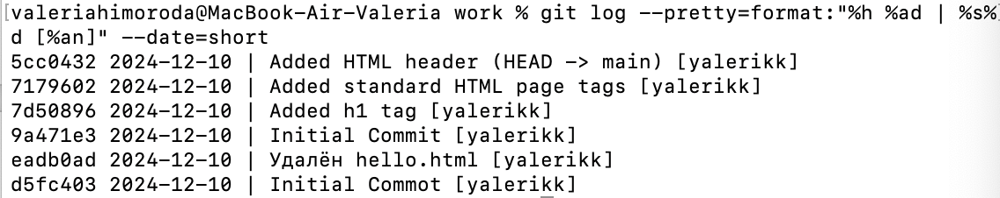 [valeriahimoroda@MacBook-Air-Valeria work % git log --pretty=format:"%h %ad | %s%]
d [%an]" --date=short
5cc0432 2024-12-10 | Added HTML header (HEAD -> main) [yalerikk]
7179602 2024-12-10 | Added standard HTML page tags [yalerikk]
7d50896 2024-12-10 | Added h1 tag [yalerikk]
9a471e3 2024-12-10 | Initial Commit [yalerikk]
eadb0ad 2024-12-10 | Удалён hello.html [yalerikk]
d5fc403 2024-12-10 | Initial Commot [yalerikk]